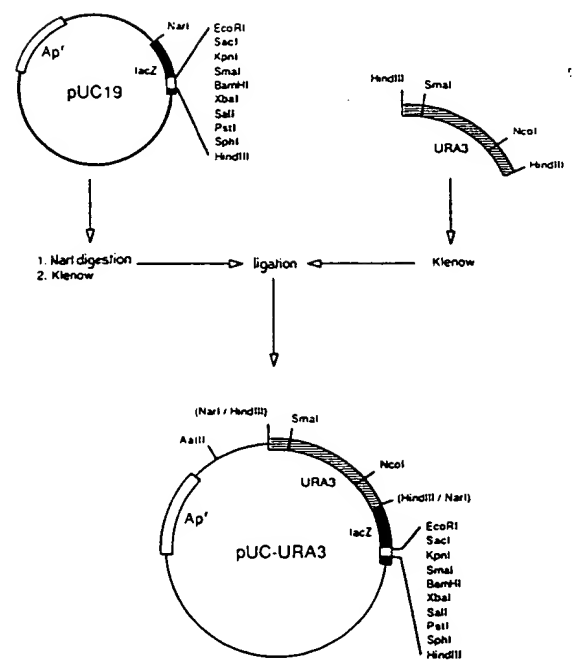 NarI
EcoRI
SacI
KpnI
SmaI
BamHI
XbaI
SalI
PstI
SphI
HindIII
Apʳ
lacZ
pUC19
HindIII
SmaI
NcoI
URA3
HindIII
1. NarI digestion
2. Klenow
ligation
Klenow
(NarI / HindIII)
SmaI
AatII
NcoI
URA3
(HindIII / NarI)
Apʳ
lacZ
pUC-URA3
EcoRI
SacI
KpnI
SmaI
BamHI
XbaI
SalI
PstI
SphI
HindIII